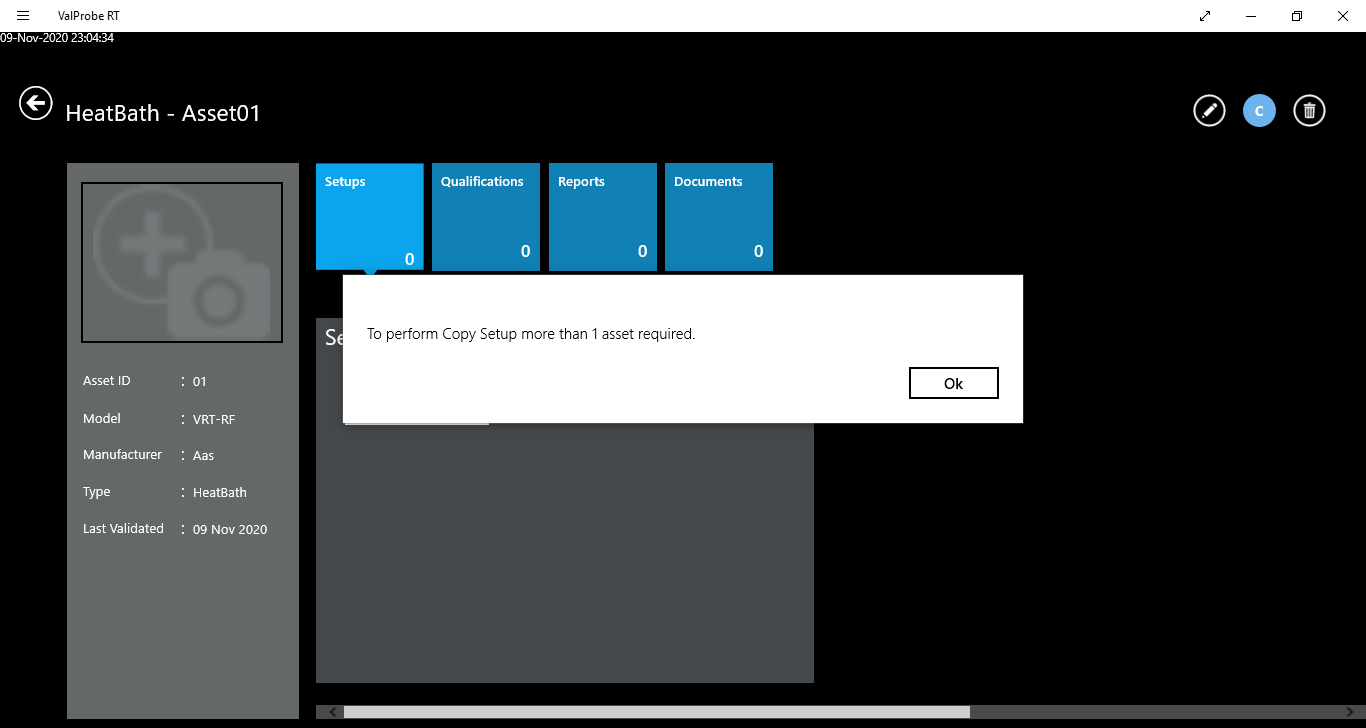 ValProbe RT
09-Nov-2020 23:04:34
HeatBath - Asset01
C
Setups
0
Qualifications
0
Reports
0
Documents
0
Se
To perform Copy Setup more than 1 asset required.
Ok
Asset ID : 01
Model : VRT-RF
Manufacturer : Aas
Type : HeatBath
Last Validated : 09 Nov 2020